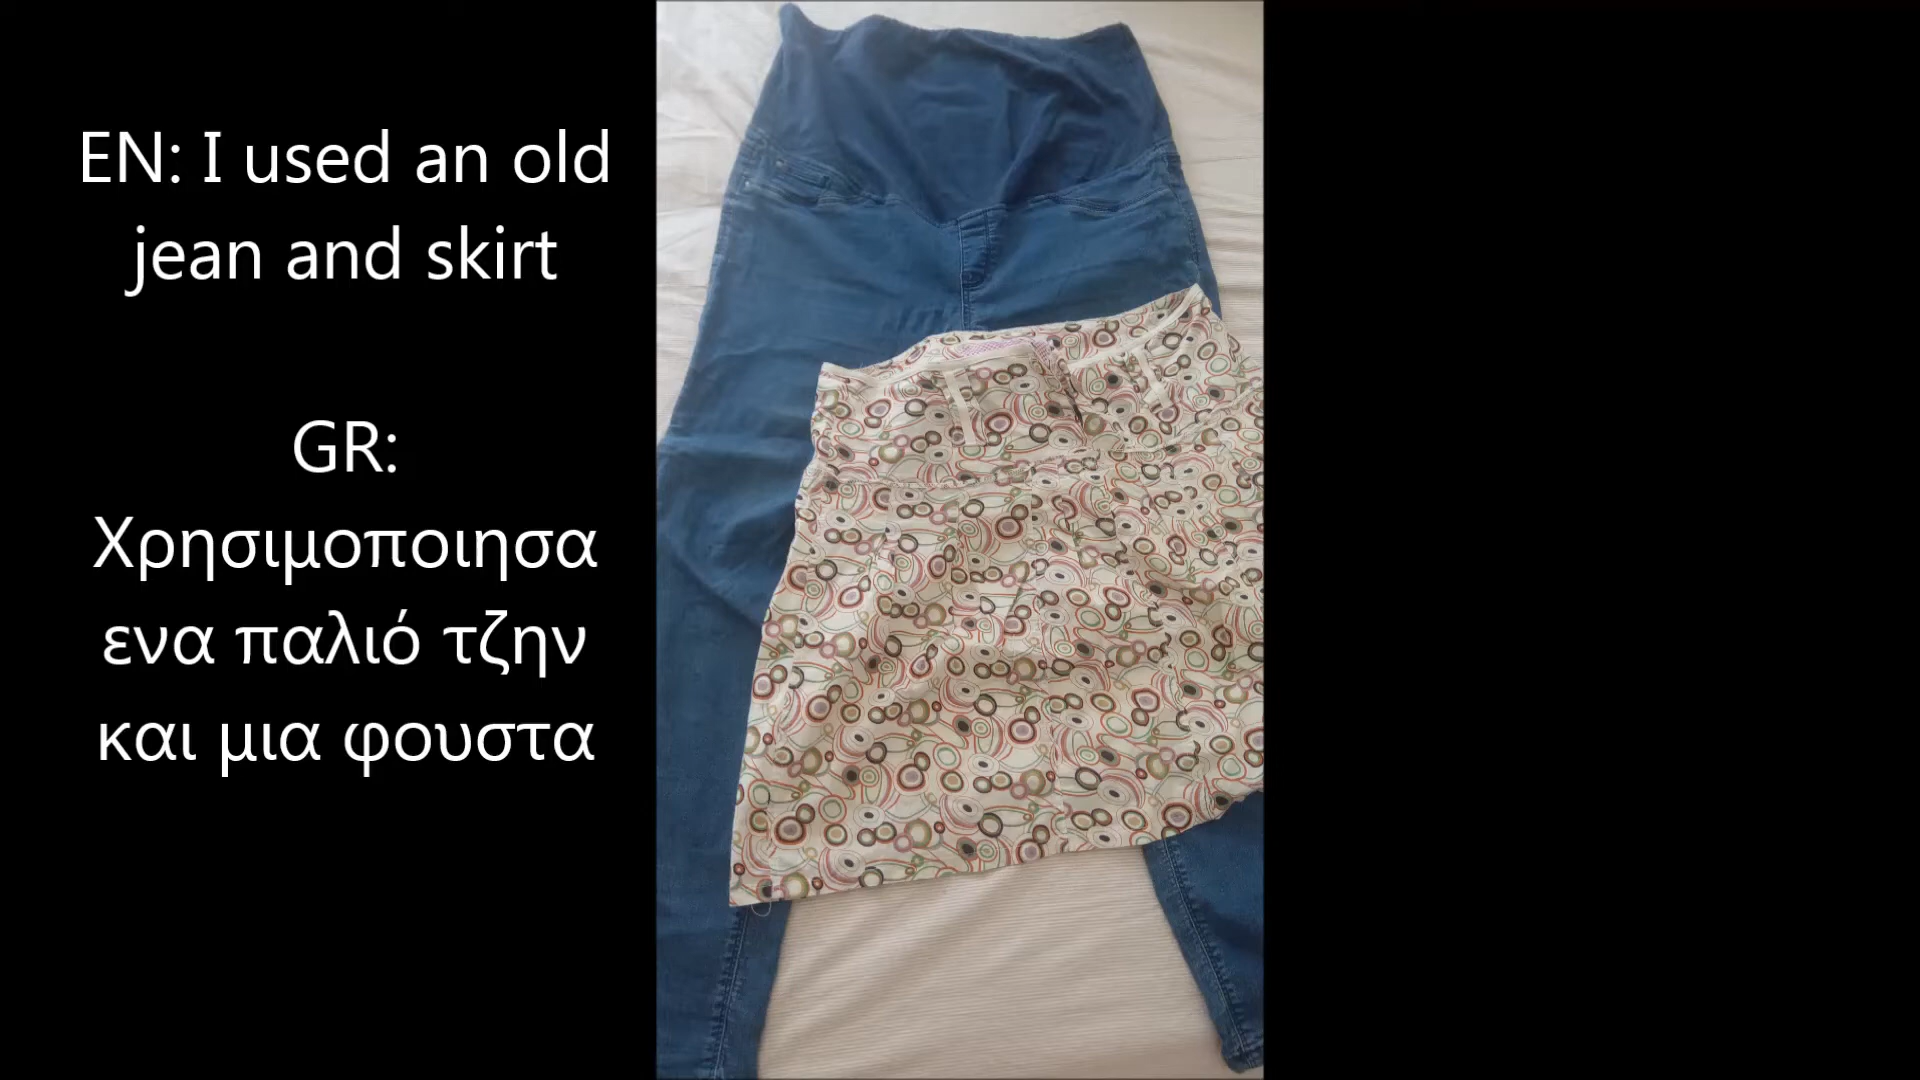 EN: I used an old
jean and skirt
GR:
Χρησιμοποιησα
ενα παλιό τζην
και μια φουστα